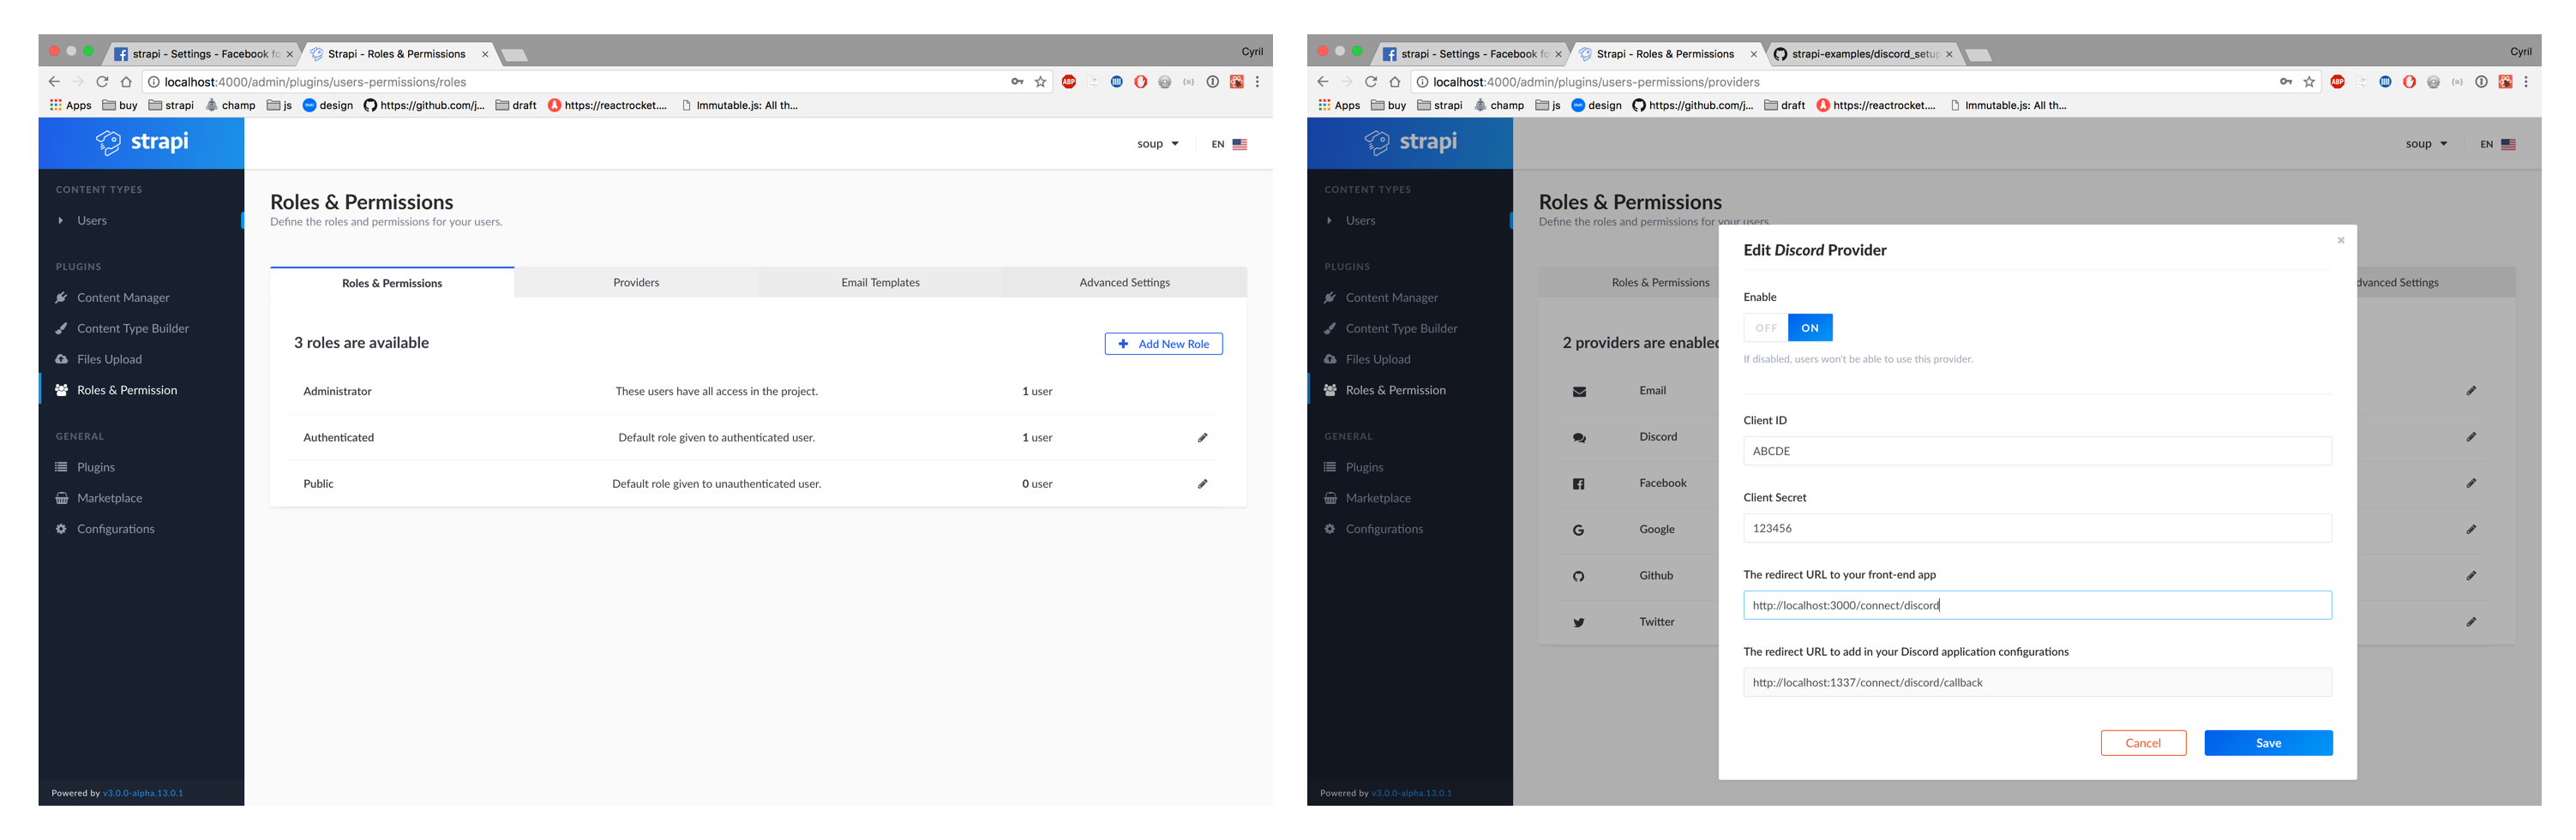 strapi - Settings - Facebook fo
Strapi - Roles & Permissions
Cyril
localhost:4000/admin/plugins/users-permissions/roles
ABP
Apps buy strapi champ js design https://github.com/j... draft https://reactrocket.... Immutable.js: All th...
strapi
soup
EN
CONTENT TYPES
Users
PLUGINS
Content Manager
Content Type Builder
Files Upload
Roles & Permission
GENERAL
Plugins
Marketplace
Configurations
Powered by v3.0.0-alpha.13.0.1
Roles & Permissions
Define the roles and permissions for your users.
Roles & Permissions Providers Email Templates Advanced Settings
3 roles are available
Add New Role
Administrator These users have all access in the project. 1 user
Authenticated Default role given to authenticated user. 1 user
Public Default role given to unauthenticated user. 0 user
strapi - Settings - Facebook fo
Strapi - Roles & Permissions
strapi-examples/discord_setup
Cyril
localhost:4000/admin/plugins/users-permissions/providers
ABP
Apps buy strapi champ js design https://github.com/j... draft https://reactrocket.... Immutable.js: All th...
strapi
soup
EN
CONTENT TYPES
Users
PLUGINS
Content Manager
Content Type Builder
Files Upload
Roles & Permission
GENERAL
Plugins
Marketplace
Configurations
Powered by v3.0.0-alpha.13.0.1
Roles & Permissions
Define the roles and permissions for your users.
Roles & Permissions
dvanced Settings
2 providers are enabled
Email
Discord
Facebook
Google
Github
Twitter
Edit Discord Provider
Enable
OFF ON
If disabled, users won't be able to use this provider.
Client ID
ABCDE
Client Secret
123456
The redirect URL to your front-end app
http://localhost:3000/connect/discord
The redirect URL to add in your Discord application configurations
http://localhost:1337/connect/discord/callback
Cancel
Save